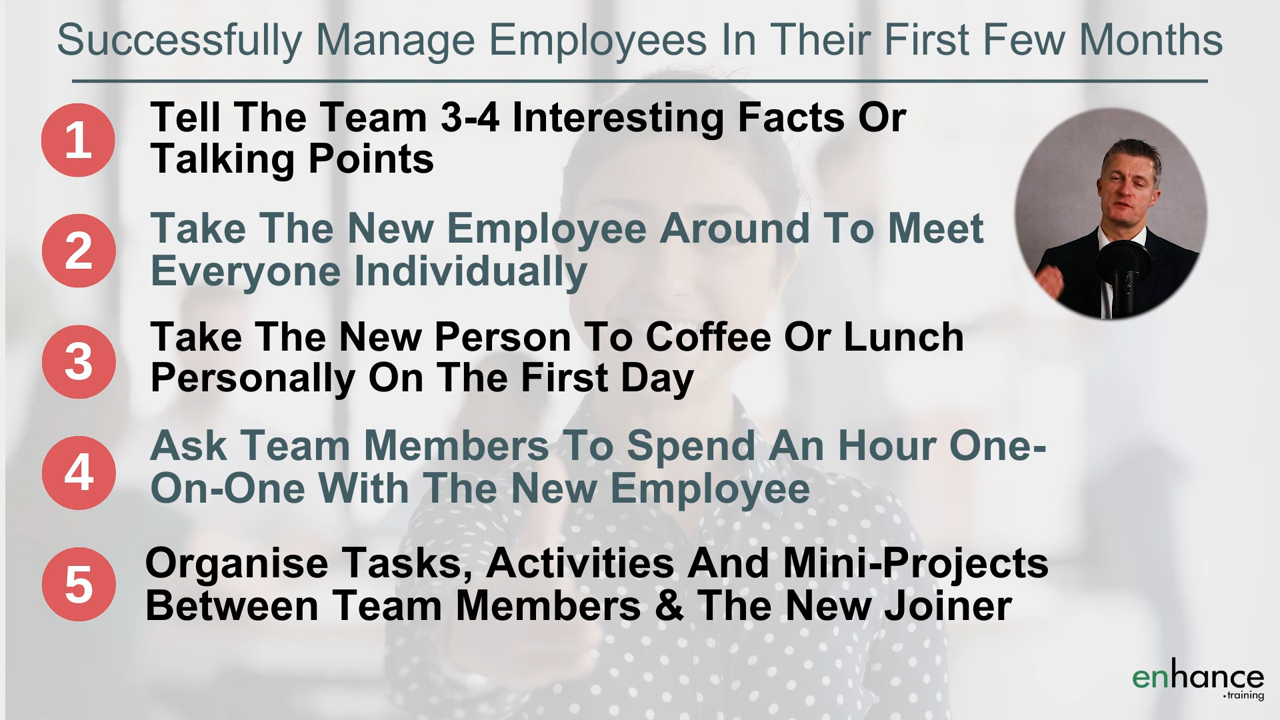 Successfully Manage Employees In Their First Few Months
1
Tell The Team 3-4 Interesting Facts Or
Talking Points
2
Take The New Employee Around To Meet
Everyone Individually
3
Take The New Person To Coffee Or Lunch
Personally On The First Day
4
Ask Team Members To Spend An Hour One-
On-One With The New Employee
5
Organise Tasks, Activities And Mini-Projects
Between Team Members & The New Joiner
enhance
.training